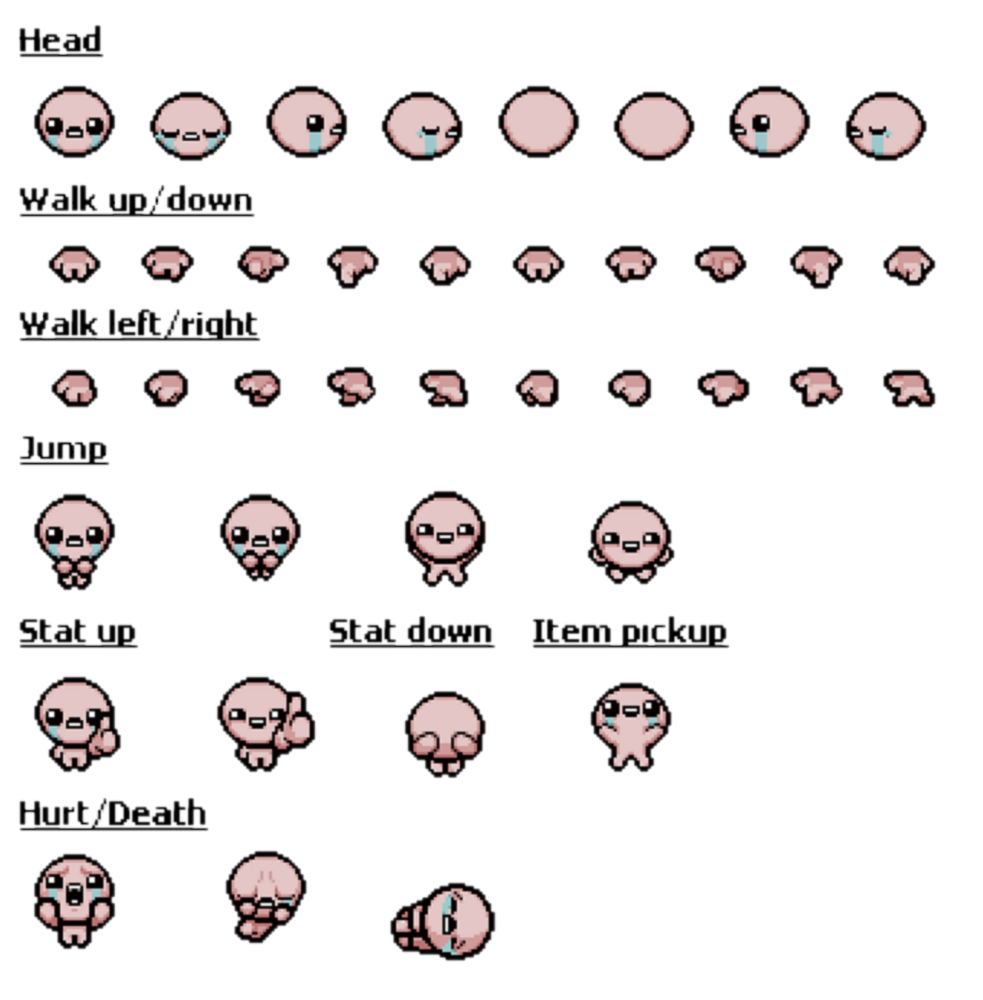 Head
Walk up/down
Walk left/right
Jump
Stat up Stat down Item pickup
Hurt/Death